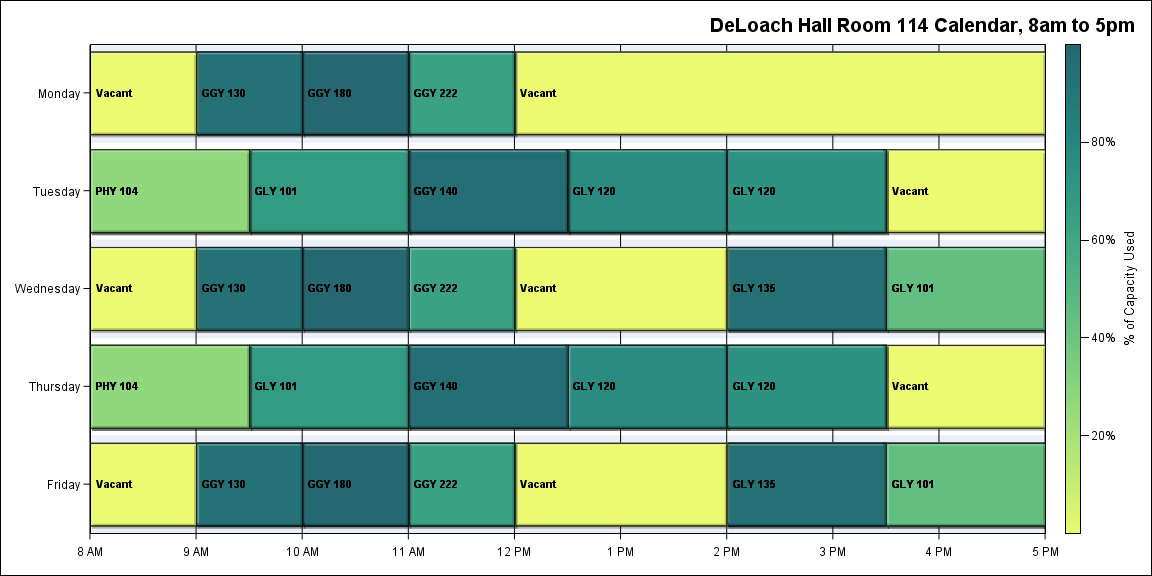 DeLoach Hall Room 114 Calendar, 8am to 5pm
Monday Vacant GGY 130 GGY 180 GGY 222 Vacant
80%
Tuesday PHY 104 GLY 101 GGY 140 GLY 120 GLY 120 Vacant
60%
Wednesday Vacant GGY 130 GGY 180 GGY 222 Vacant GLY 135 GLY 101
% of Capacity Used
40%
Thursday PHY 104 GLY 101 GGY 140 GLY 120 GLY 120 Vacant
20%
Friday Vacant GGY 130 GGY 180 GGY 222 Vacant GLY 135 GLY 101
8 AM 9 AM 10 AM 11 AM 12 PM 1 PM 2 PM 3 PM 4 PM 5 PM